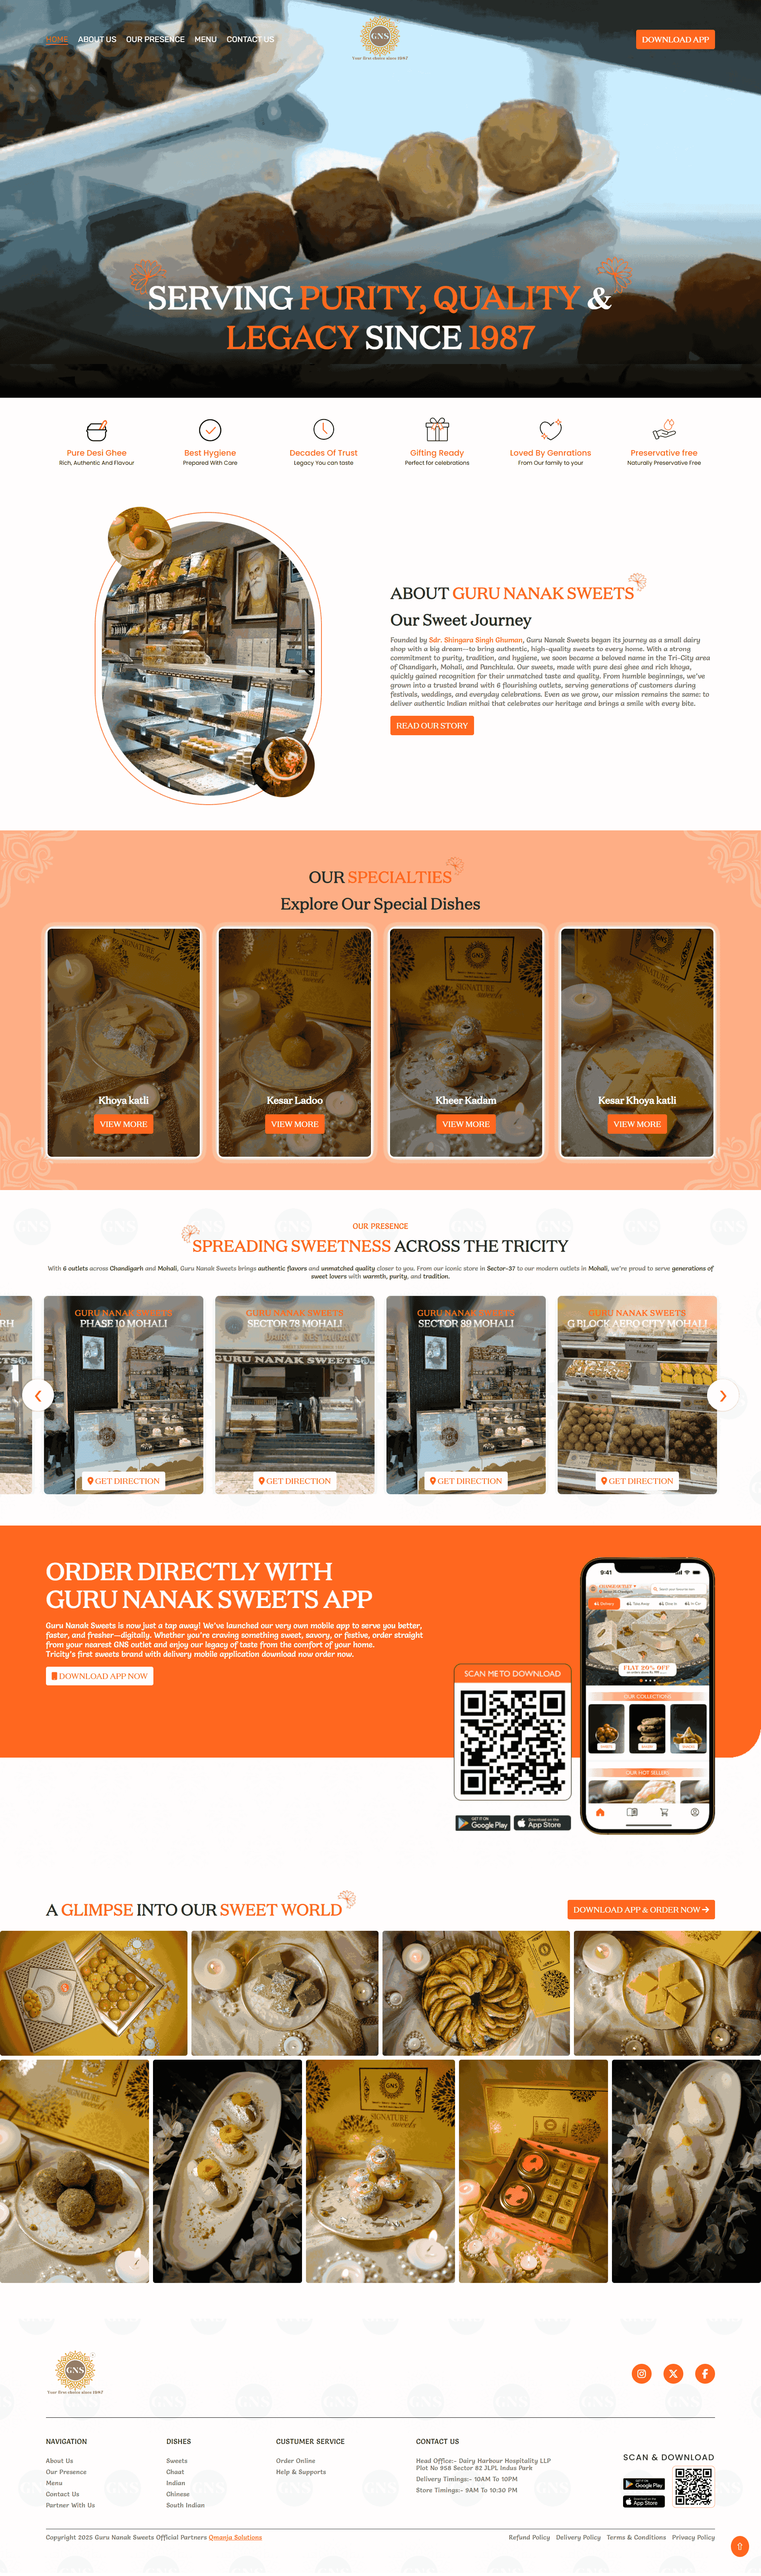 HOME ABOUT US OUR PRESENCE MENU CONTACT US
GNS
Your first choice since 1987
DOWNLOAD APP
SERVING PURITY, QUALITY &
LEGACY SINCE 1987
Pure Desi Ghee
Rich, Authentic And Flavour
Best Hygiene
Prepared With Care
Decades Of Trust
Legacy You can taste
Gifting Ready
Perfect for celebrations
Loved By Genrations
From Our family to your
Preservative free
Naturally Preservative Free
ABOUT GURU NANAK SWEETS
Our Sweet Journey
Founded by Sdr. Shingara Singh Ghuman, Guru Nanak Sweets began its journey as a small dairy
shop with a big dream—to bring authentic, high-quality sweets to every home. With a strong
commitment to purity, tradition, and hygiene, we soon became a beloved name in the Tri-City area
of Chandigarh, Mohali, and Panchkula. Our sweets, made with pure desi ghee and rich khoya,
quickly gained recognition for their unmatched taste and quality. From humble beginnings, we've
grown into a trusted brand with 6 flourishing outlets, serving generations of customers during
festivals, weddings, and everyday celebrations. Even as we grow, our mission remains the same: to
deliver authentic Indian mithai that celebrates our heritage and brings a smile with every bite.
READ OUR STORY
OUR SPECIALTIES
Explore Our Special Dishes
GNS
SIGNATURE
sweets
Khoya katli
VIEW MORE
Kesar Ladoo
VIEW MORE
Kheer Kadam
VIEW MORE
Kesar Khoya katli
VIEW MORE
OUR PRESENCE
SPREADING SWEETNESS ACROSS THE TRICITY
With 6 outlets across Chandigarh and Mohali, Guru Nanak Sweets brings authentic flavors and unmatched quality closer to you. From our iconic store in Sector-37 to our modern outlets in Mohali, we're proud to serve generations of
sweet lovers with warmth, purity, and tradition.
RH
GURU NANAK SWEETS
PHASE 10 MOHALI
GET DIRECTION
GURU NANAK SWEETS
SECTOR 78 MOHALI
DAIRY + RESTAURANT
GURU NANAK SWEETS
GET DIRECTION
GURU NANAK SWEETS
SECTOR 89 MOHALI
GET DIRECTION
GURU NANAK SWEETS
G BLOCK AERO CITY MOHALI
GET DIRECTION
ORDER DIRECTLY WITH
GURU NANAK SWEETS APP
Guru Nanak Sweets is now just a tap away! We've launched our very own mobile app to serve you better,
faster, and fresher—digitally. Whether you're craving something sweet, savory, or festive, order straight
from your nearest GNS outlet and enjoy our legacy of taste from the comfort of your home.
Tricity's first sweets brand with delivery mobile application download now order now.
DOWNLOAD APP NOW
SCAN ME TO DOWNLOAD
GET IT ON
Google Play
Download on the
App Store
9:41
Delivery
FLAT 20% OFF
OUR COLLECTIONS
OUR HOT SELLERS
A GLIMPSE INTO OUR SWEET WORLD
DOWNLOAD APP & ORDER NOW
SIGNATURE
sweets
GNS
SIGNATURE
sweets
GNS
Your first choice since 1987
NAVIGATION
About Us
Our Presence
Menu
Contact Us
Partner With Us
DISHES
Sweets
Chaat
Indian
Chinese
South Indian
CUSTUMER SERVICE
Order Online
Help & Supports
CONTACT US
Head Office:- Dairy Harbour Hospitality LLP
Plot No 958 Sector 82 JLPL Indus Park
Delivery Timings:- 10AM To 10PM
Store Timings:- 9AM To 10:30 PM
SCAN & DOWNLOAD
GET IT ON
Google Play
Download on the
App Store
Copyright 2025 Guru Nanak Sweets Official Partners Omenja Solutions
Refund Policy Delivery Policy Terms & Conditions Privacy Policy